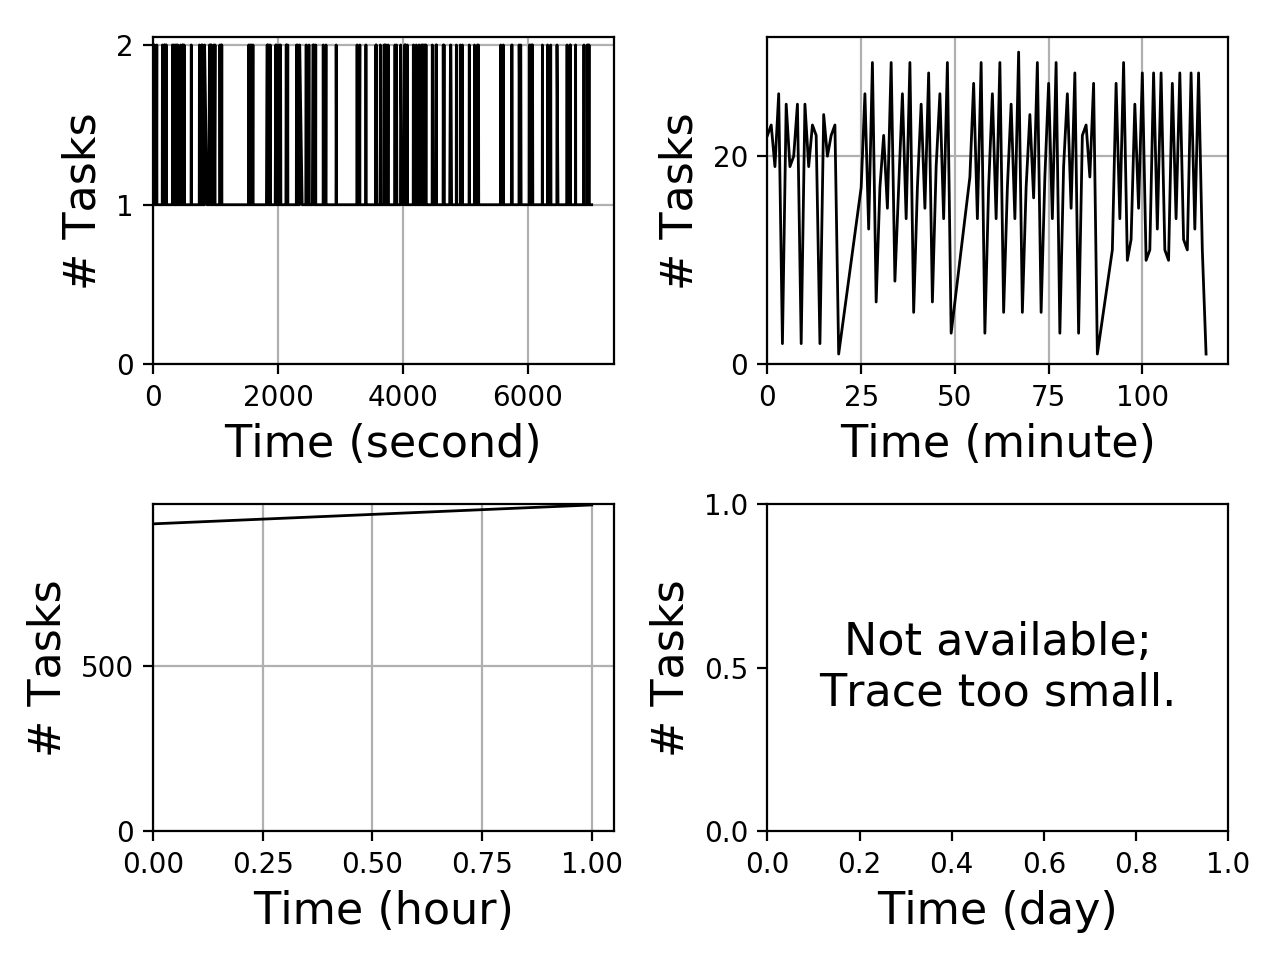 2
1
0
# Tasks
0 2000 4000 6000
Time (second)
20
0
# Tasks
0 25 50 75 100
Time (minute)
500
0
# Tasks
0.00 0.25 0.50 0.75 1.00
Time (hour)
1.0
0.5
0.0
# Tasks
Not available;
Trace too small.
0.0 0.2 0.4 0.6 0.8 1.0
Time (day)